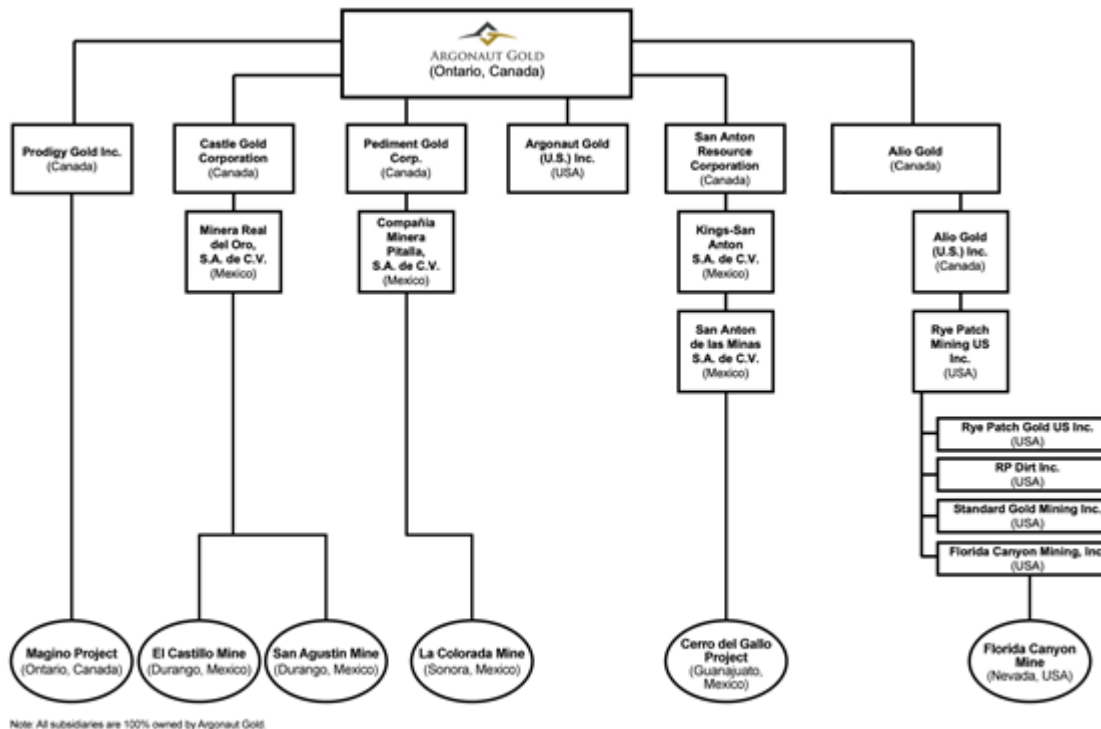 ARGONAUT GOLD
(Ontario, Canada)
Prodigy Gold Inc.
(Canada)
Castle Gold
Corporation
(Canada)
Pediment Gold
Corp.
(Canada)
Argonaut Gold
(U.S.) Inc.
(USA)
San Anton
Resource
Corporation
(Canada)
Alio Gold
(Canada)
Minera Real
del Oro,
S.A. de C.V.
(Mexico)
Compañia
Minera
Pitalla,
S.A. de C.V.
(Mexico)
Kings-San
Anton
S.A. de C.V.
(Mexico)
Alio Gold
(U.S.) Inc.
(Canada)
San Anton
de las Minas
S.A. de C.V.
(Mexico)
Rye Patch
Mining US
Inc.
(USA)
Rye Patch Gold US Inc.
(USA)
RP Dirt Inc.
(USA)
Standard Gold Mining Inc.
(USA)
Florida Canyon Mining, Inc
(USA)
Magino Project
(Ontario, Canada)
El Castillo Mine
(Durango, Mexico)
San Agustin Mine
(Durango, Mexico)
La Colorada Mine
(Sonora, Mexico)
Cerro del Gallo
Project
(Guanajuato,
Mexico)
Florida Canyon
Mine
(Nevada, USA)
Note: All subsidiaries are 100% owned by Argonaut Gold.